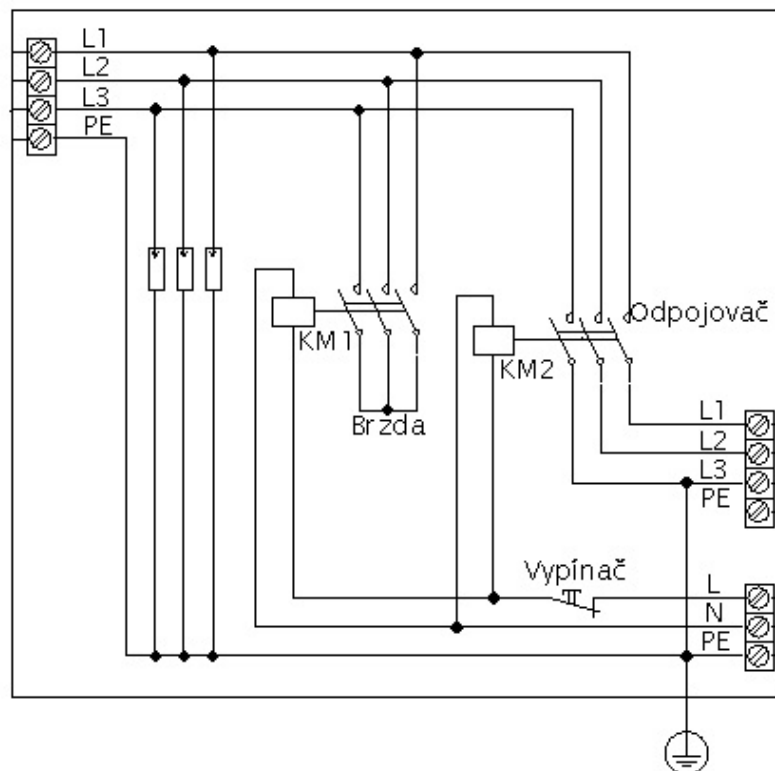 L1
L2
L3
PE
Odpojovač
KM1
KM2
L1
Brzda
L2
L3
PE
Vypínač
L
N
PE